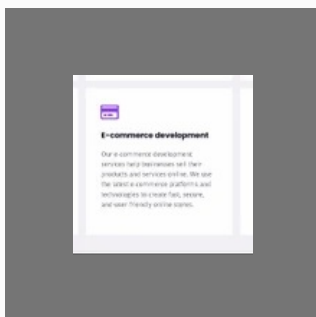 E-commerce development
Our e-commerce development
services help businesses sell their
products and services online. We use
the latest e-commerce platforms and
technologies to create fast, secure,
and user-friendly online stores.